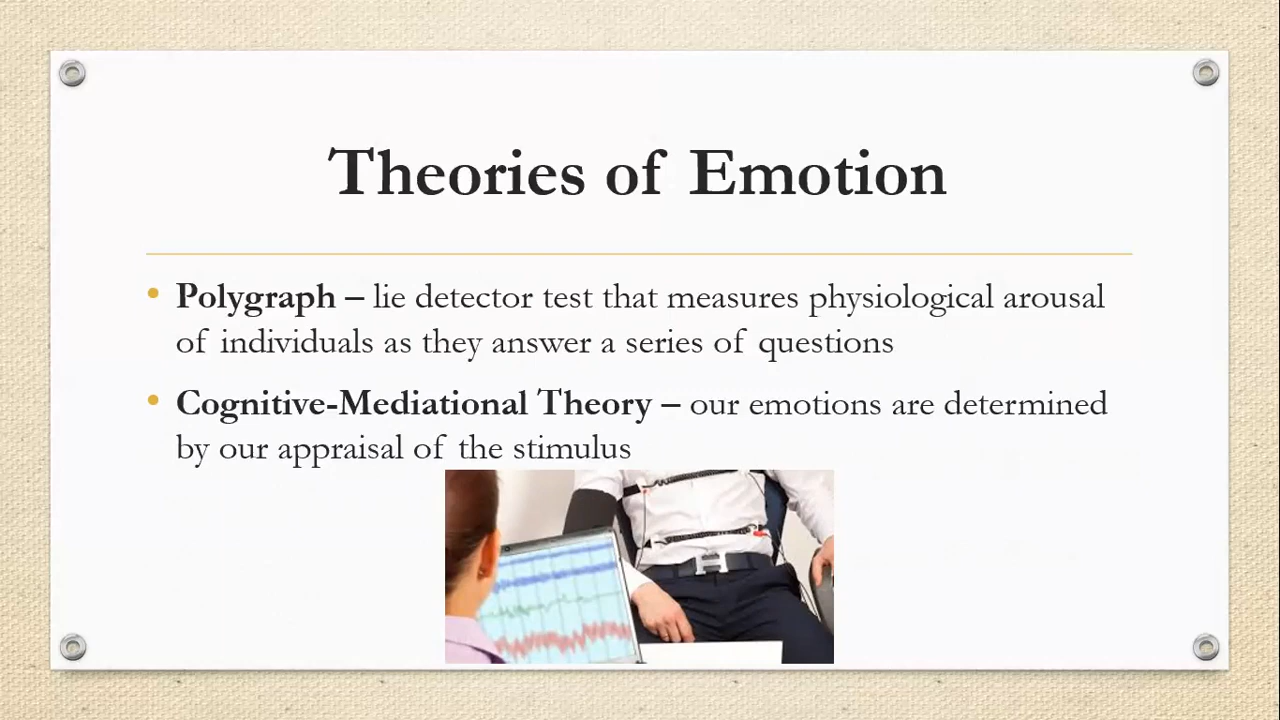 Theories of Emotion
• Polygraph – lie detector test that measures physiological arousal
of individuals as they answer a series of questions
• Cognitive-Mediational Theory – our emotions are determined
by our appraisal of the stimulus